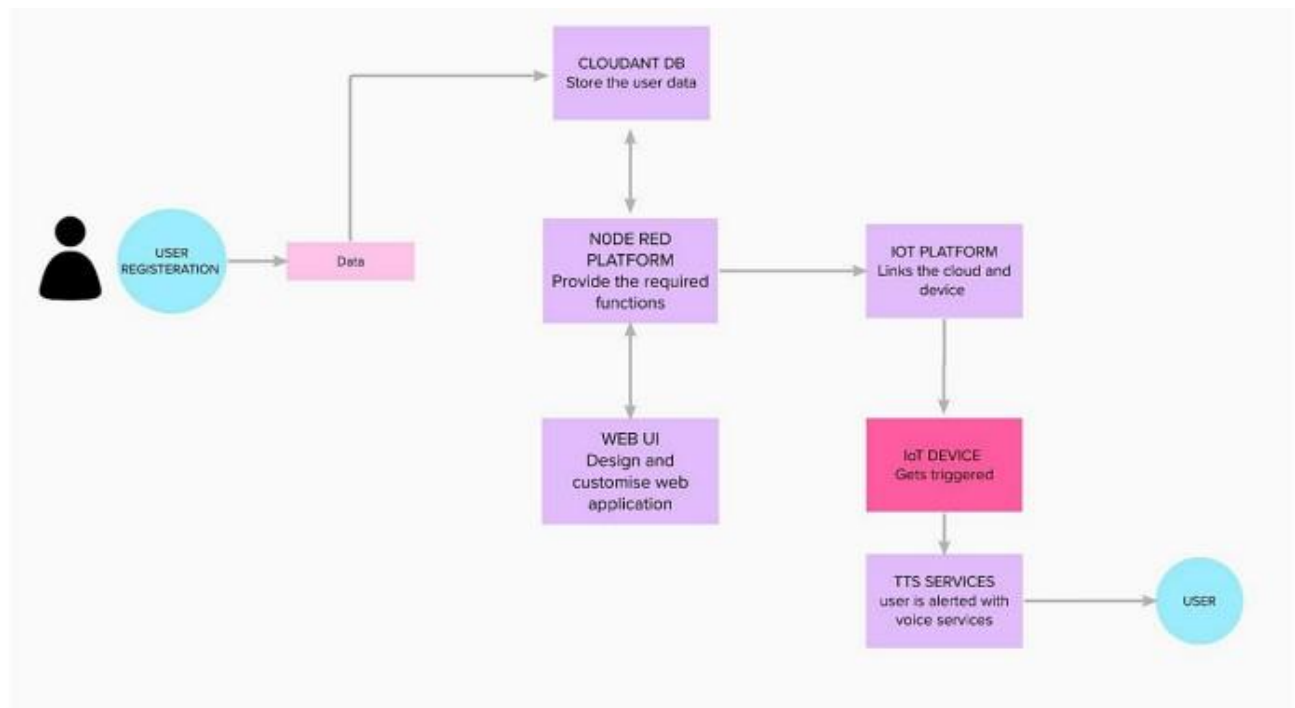 CLOUDANT DB
Store the user data
USER
REGISTERATION
Data
N0DE RED
PLATFORM
Provide the required
functions
IOT PLATFORM
Links the cloud and
device
WEB UI
Design and
customise web
application
IoT DEVICE
Gets triggered
TTS SERVICES
user is alerted with
voice services
USER